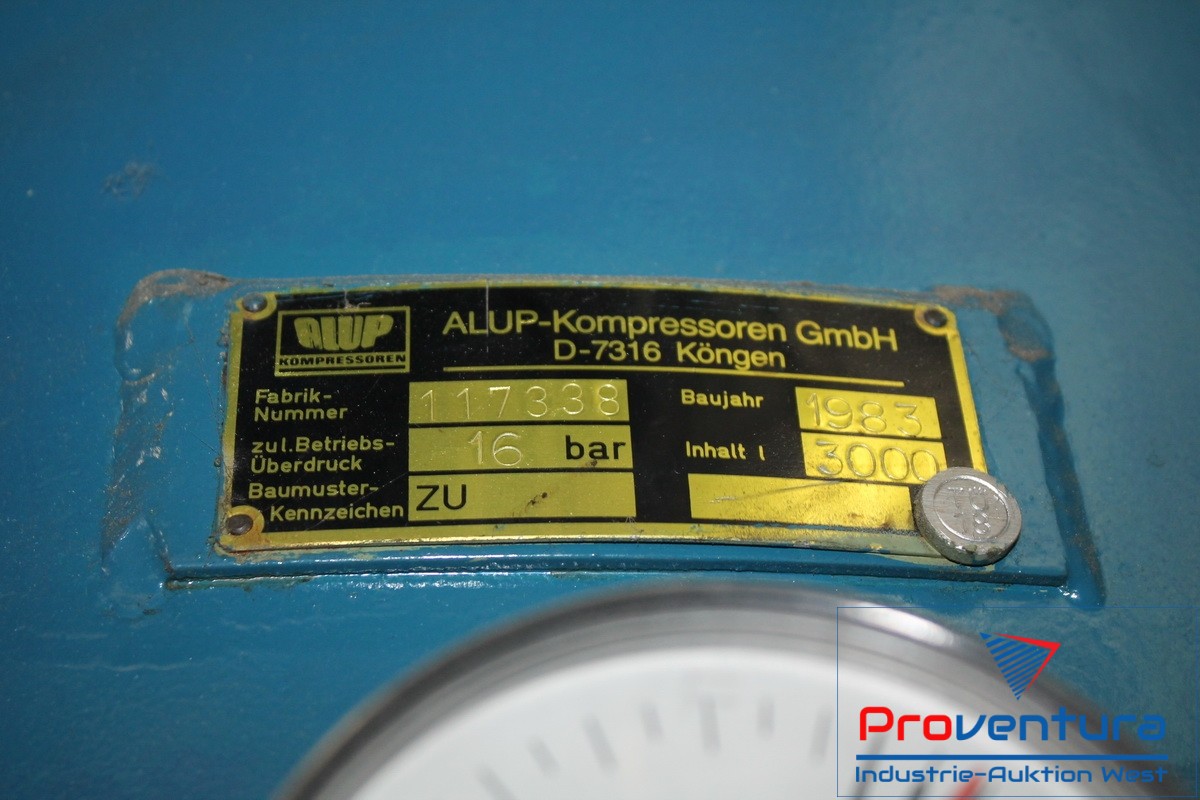 ALUP
KOMPRESSOREN
ALUP-Kompressoren GmbH
D-7316 Köngen
Fabrik-
Nummer 117338
Baujahr 1983
zul.Betriebs-
Überdruck 16 bar
Inhalt l 3000
Baumuster-
Kennzeichen ZU
Proventura
Industrie-Auktion West